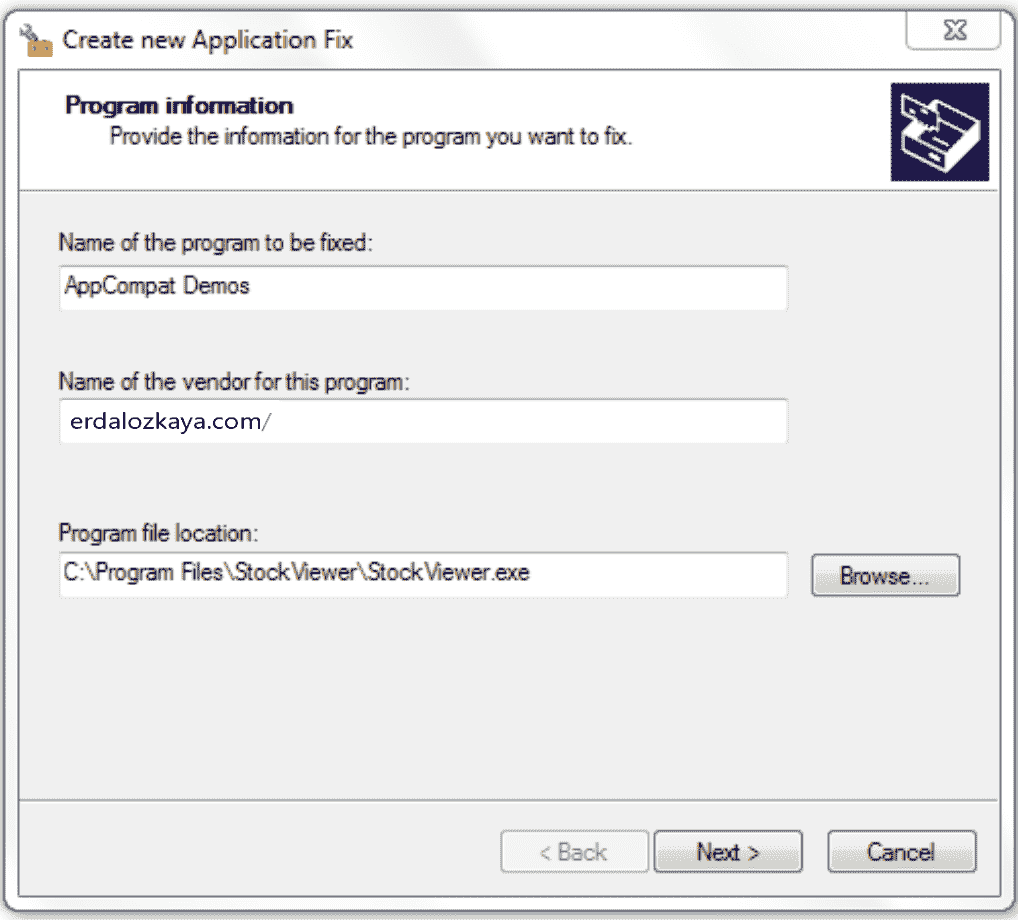 Create new Application Fix
Program information
Provide the information for the program you want to fix.
Name of the program to be fixed:
AppCompat Demos
Name of the vendor for this program:
erdalozkaya.com/
Program file location:
C:\Program Files\StockViewer\StockViewer.exe
Browse...
< Back
Next >
Cancel